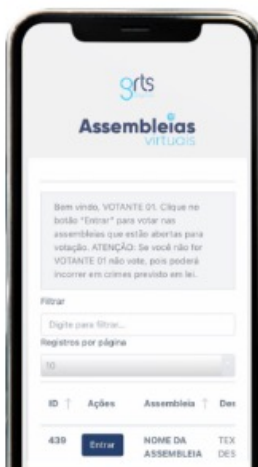 grts
Assembleias
virtuais
Bem vindo, VOTANTE 01. Clique no
botão "Entrar" para votar nas
assembleias que estão abertas para
votação. ATENÇÃO: Se você não for
VOTANTE 01 não vote, pois poderá
incorrer em crimes previsto em lei.
Filtrar
Digite para filtrar...
Registros por página
10
ID ↑ Ações Assembleia ↑ Des
439 Entrar NOME DA TEX
ASSEMBLEIA DES